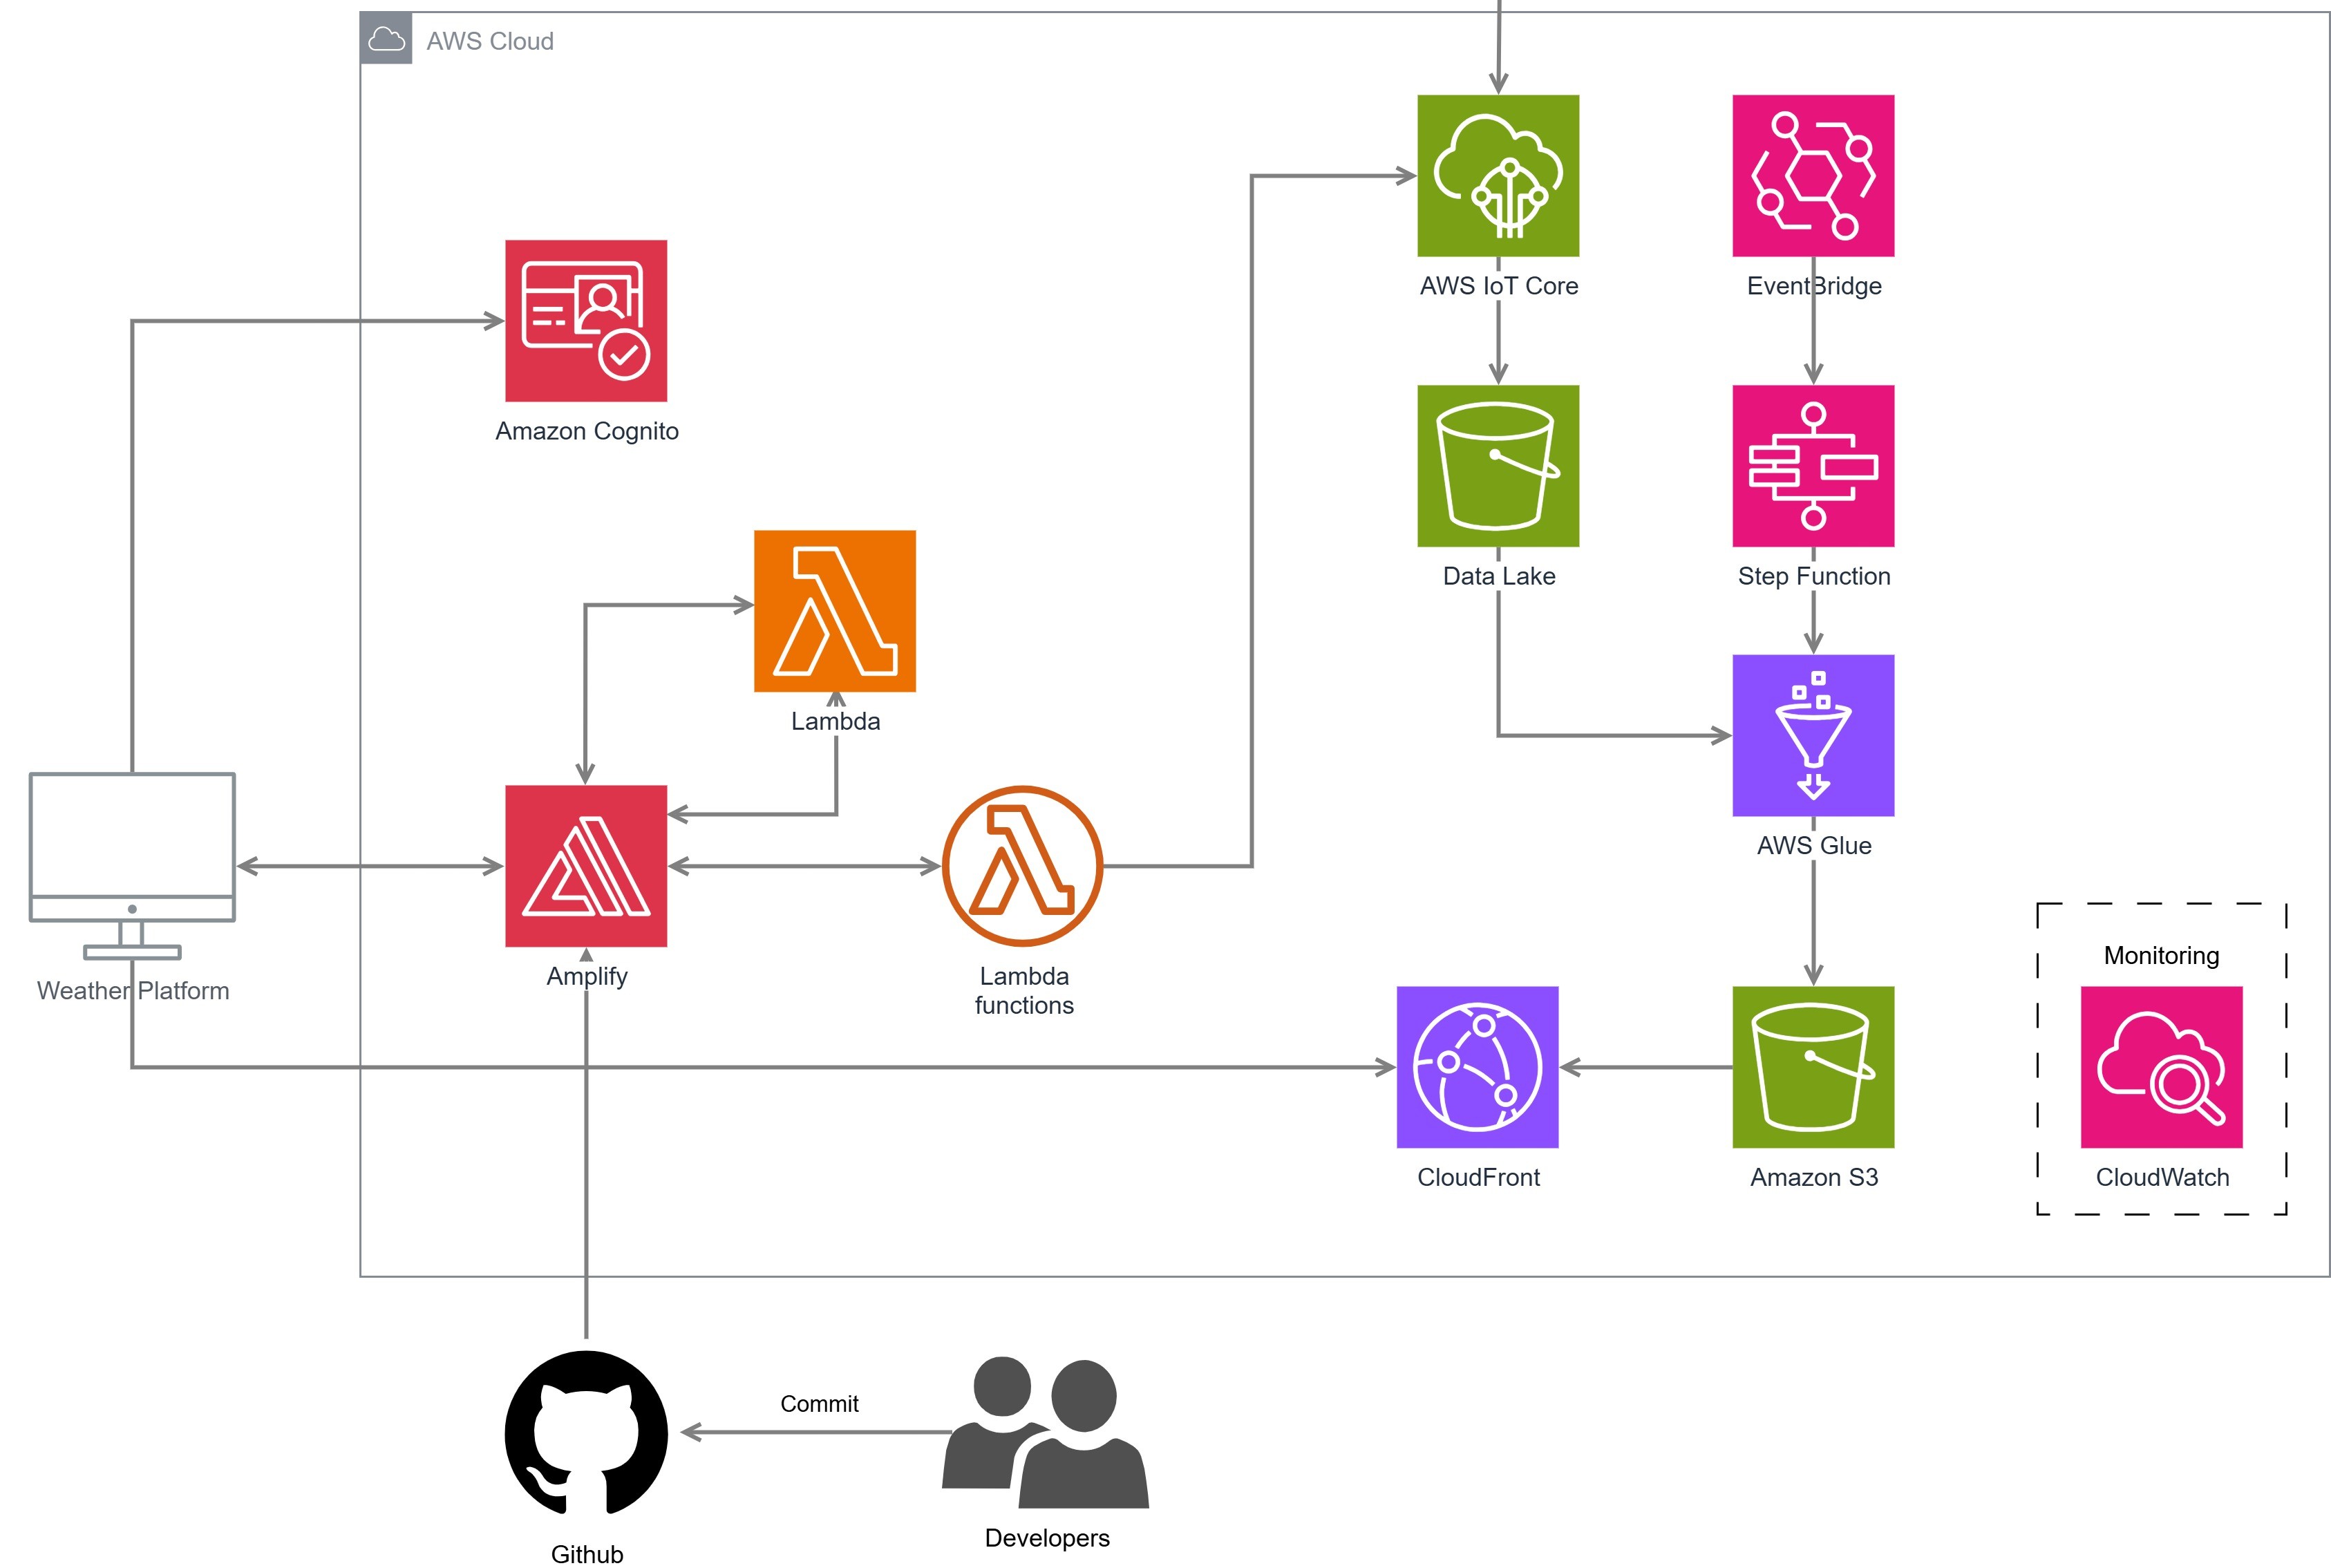 AWS Cloud
AWS IoT Core
EventBridge
Amazon Cognito
Data Lake
Step Function
Lambda
AWS Glue
Monitoring
Weather Platform
Amplify
Lambda
functions
CloudFront
Amazon S3
CloudWatch
Commit
Developers
Github